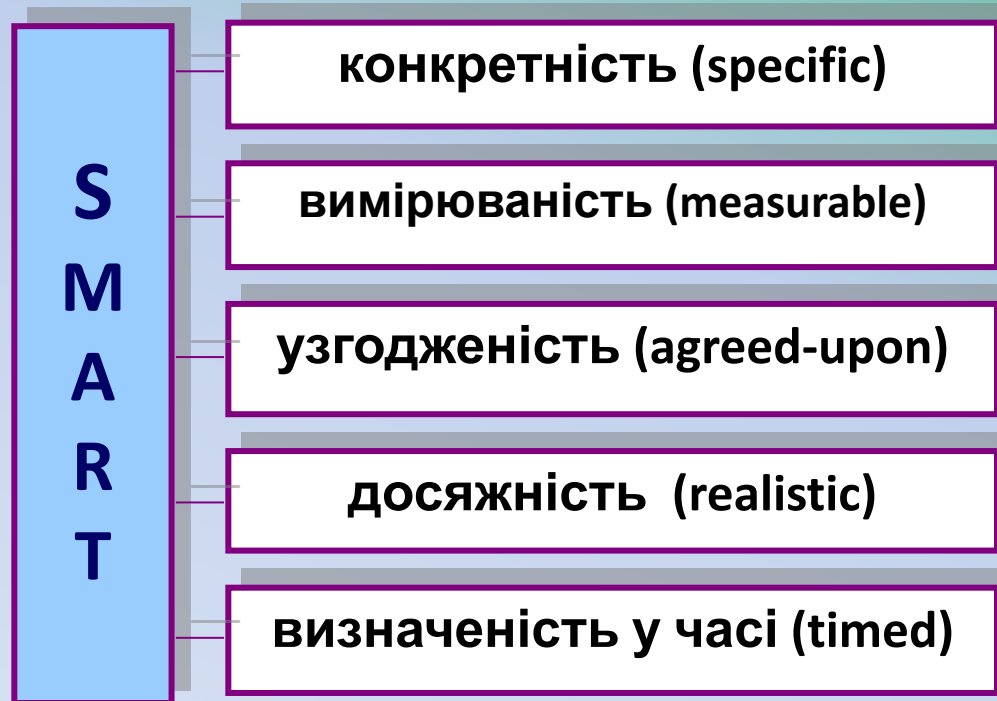 S
M
A
R
T
конкретність (specific)
вимірюваність (measurable)
узгодженість (agreed-upon)
досяжність (realistic)
визначеність у часі (timed)